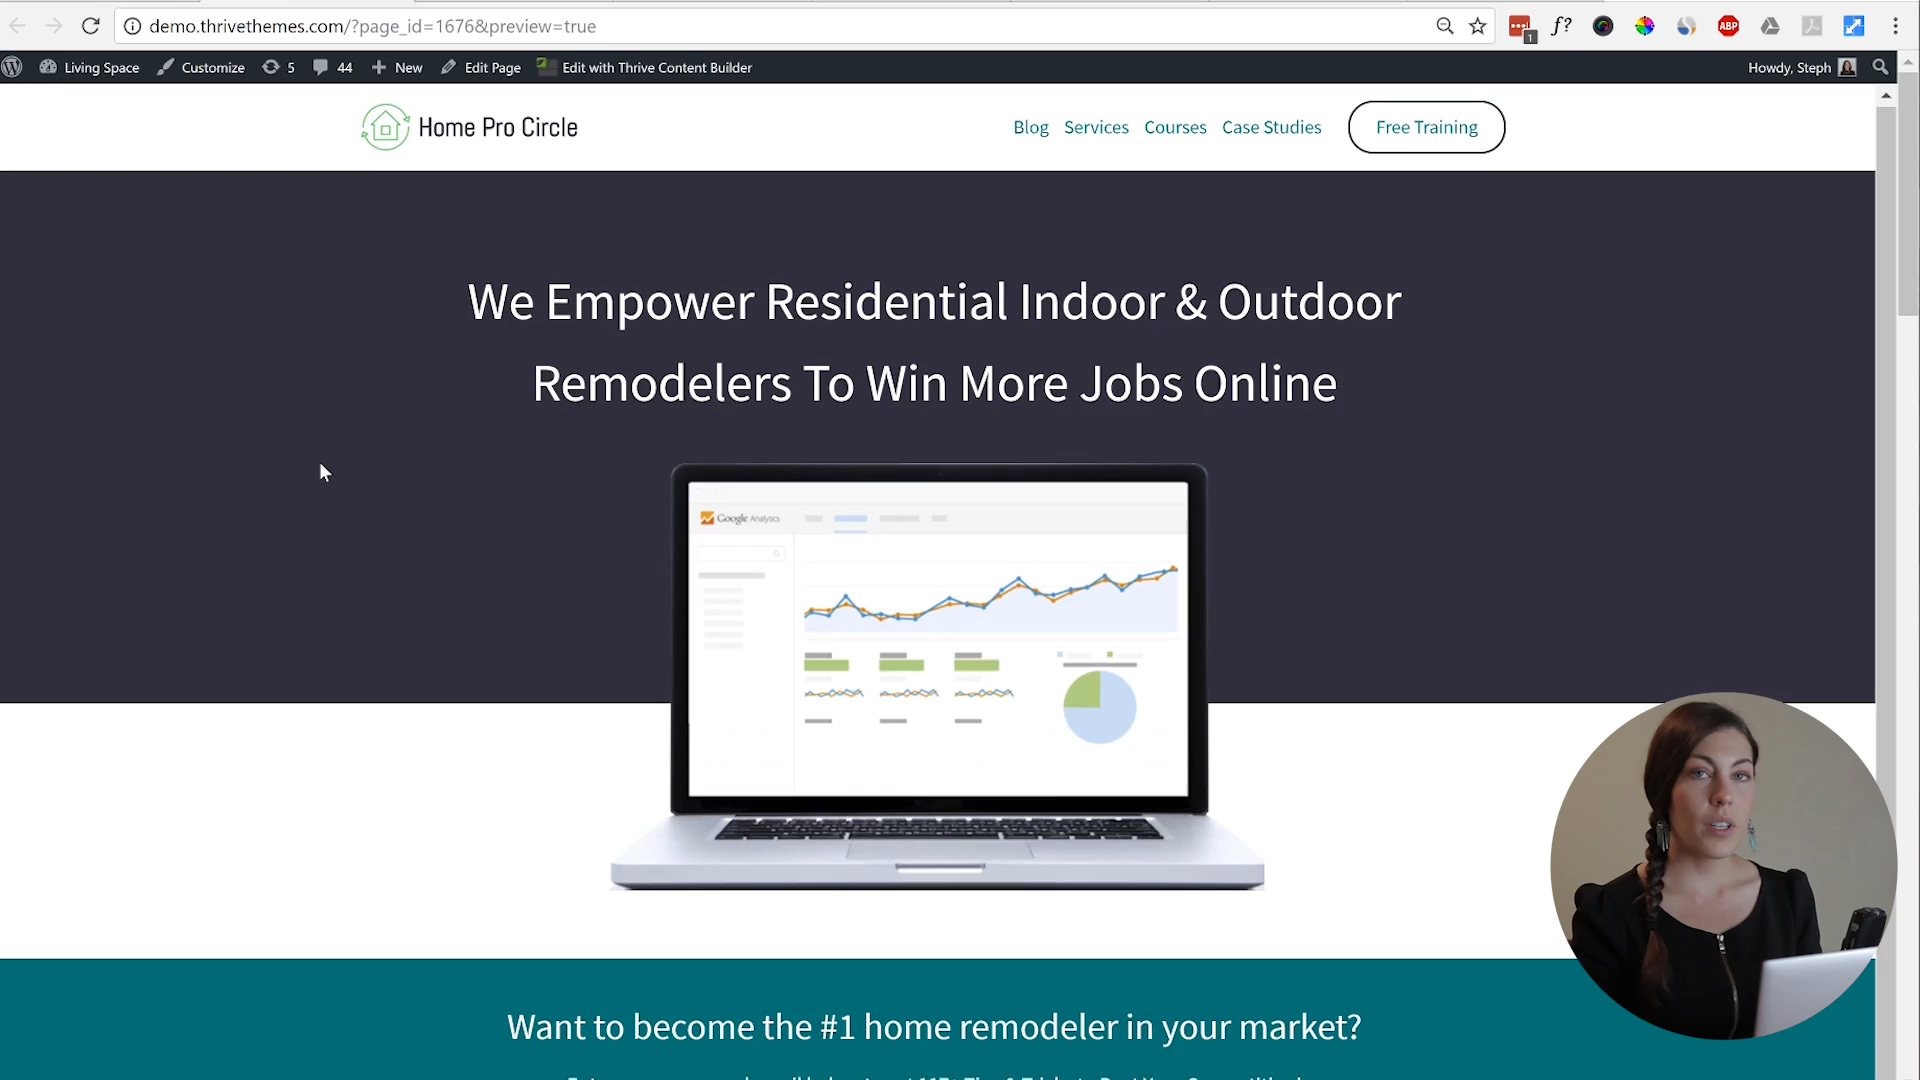 demo.thrivethemes.com/?page_id=1676&preview=true
ABP
1
f?
Living Space
Customize
5
44
New
Edit Page
Edit with Thrive Content Builder
Howdy, Steph
Home Pro Circle
Blog
Services
Courses
Case Studies
Free Training
We Empower Residential Indoor & Outdoor
Remodelers To Win More Jobs Online
Google Analytics
Want to become the #1 home remodeler in your market?